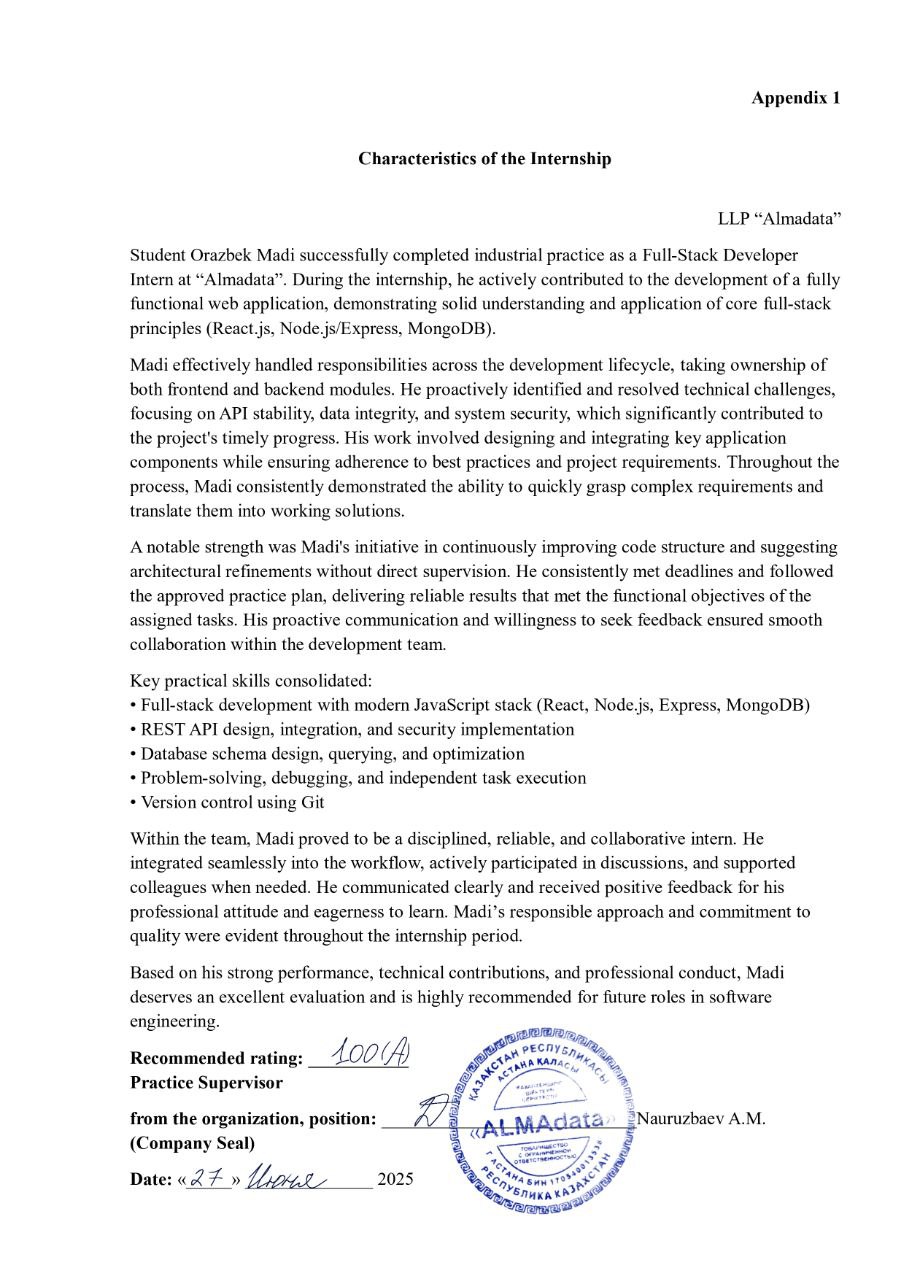 Appendix 1
Characteristics of the Internship
LLP “Almadata”
Student Orazbek Madi successfully completed industrial practice as a Full-Stack Developer
Intern at “Almadata”. During the internship, he actively contributed to the development of a fully
functional web application, demonstrating solid understanding and application of core full-stack
principles (React.js, Node.js/Express, MongoDB).
Madi effectively handled responsibilities across the development lifecycle, taking ownership of
both frontend and backend modules. He proactively identified and resolved technical challenges,
focusing on API stability, data integrity, and system security, which significantly contributed to
the project's timely progress. His work involved designing and integrating key application
components while ensuring adherence to best practices and project requirements. Throughout the
process, Madi consistently demonstrated the ability to quickly grasp complex requirements and
translate them into working solutions.
A notable strength was Madi's initiative in continuously improving code structure and suggesting
architectural refinements without direct supervision. He consistently met deadlines and followed
the approved practice plan, delivering reliable results that met the functional objectives of the
assigned tasks. His proactive communication and willingness to seek feedback ensured smooth
collaboration within the development team.
Key practical skills consolidated:
• Full-stack development with modern JavaScript stack (React, Node.js, Express, MongoDB)
• REST API design, integration, and security implementation
• Database schema design, querying, and optimization
• Problem-solving, debugging, and independent task execution
• Version control using Git
Within the team, Madi proved to be a disciplined, reliable, and collaborative intern. He
integrated seamlessly into the workflow, actively participated in discussions, and supported
colleagues when needed. He communicated clearly and received positive feedback for his
professional attitude and eagerness to learn. Madi’s responsible approach and commitment to
quality were evident throughout the internship period.
Based on his strong performance, technical contributions, and professional conduct, Madi
deserves an excellent evaluation and is highly recommended for future roles in software
engineering.
Recommended rating: 100(A)
Practice Supervisor
from the organization, position: Nauruzbaev A.M.
(Company Seal)
Date: «27» Июня 2025
ҚАЗАҚСТАН РЕСПУБЛИКАСЫ
АСТАНА ҚАЛАСЫ
«ALMAdata»
ТОВАРИЩЕСТВО
С ОГРАНИЧЕННОЙ
ОТВЕТСТВЕННОСТЬЮ
Г. АСТАНА БИН
РЕСПУБЛИКА КАЗАХСТАН